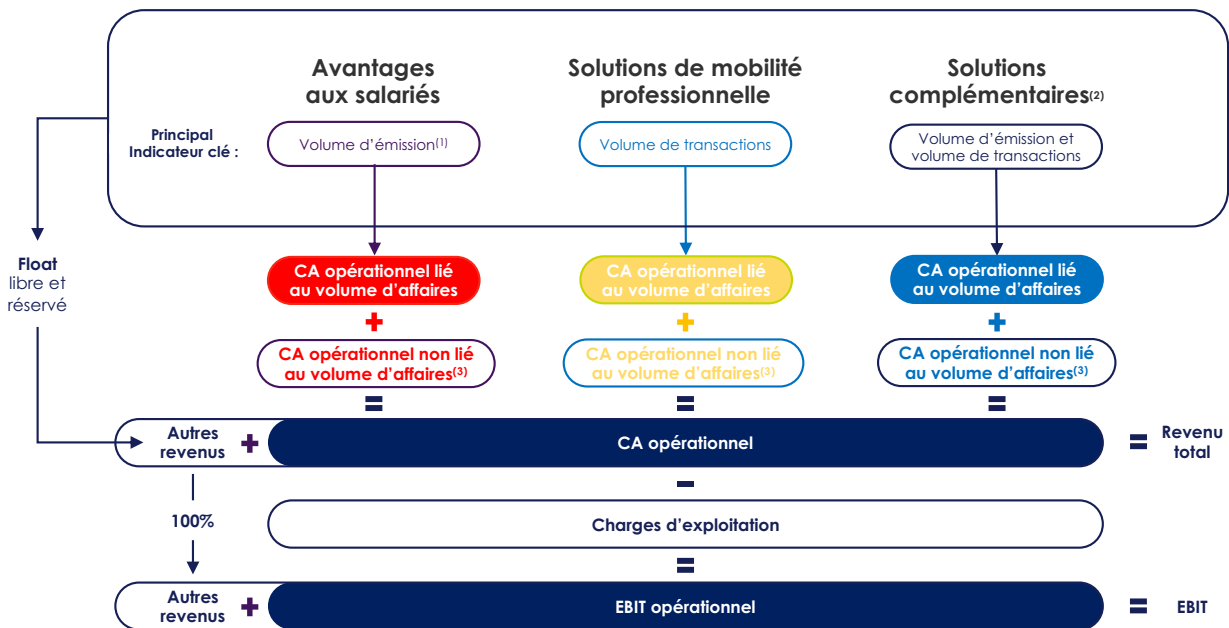 Avantages
aux salariés
Solutions de mobilité
professionnelle
Solutions
complémentaires(2)
Principal
Indicateur clé :
Volume d'émission(1)
Volume de transactions
Volume d'émission et
volume de transactions
Float
libre et
réservé
CA opérationnel lié
au volume d'affaires
CA opérationnel lié
au volume d'affaires
CA opérationnel lié
au volume d'affaires
+
+
+
CA opérationnel non lié
au volume d'affaires(3)
CA opérationnel non lié
au volume d'affaires(3)
CA opérationnel non lié
au volume d'affaires(3)
=
=
=
Autres
revenus
+
CA opérationnel
=
Revenu
total
-
100%
Charges d'exploitation
=
Autres
revenus
+
EBIT opérationnel
=
EBIT